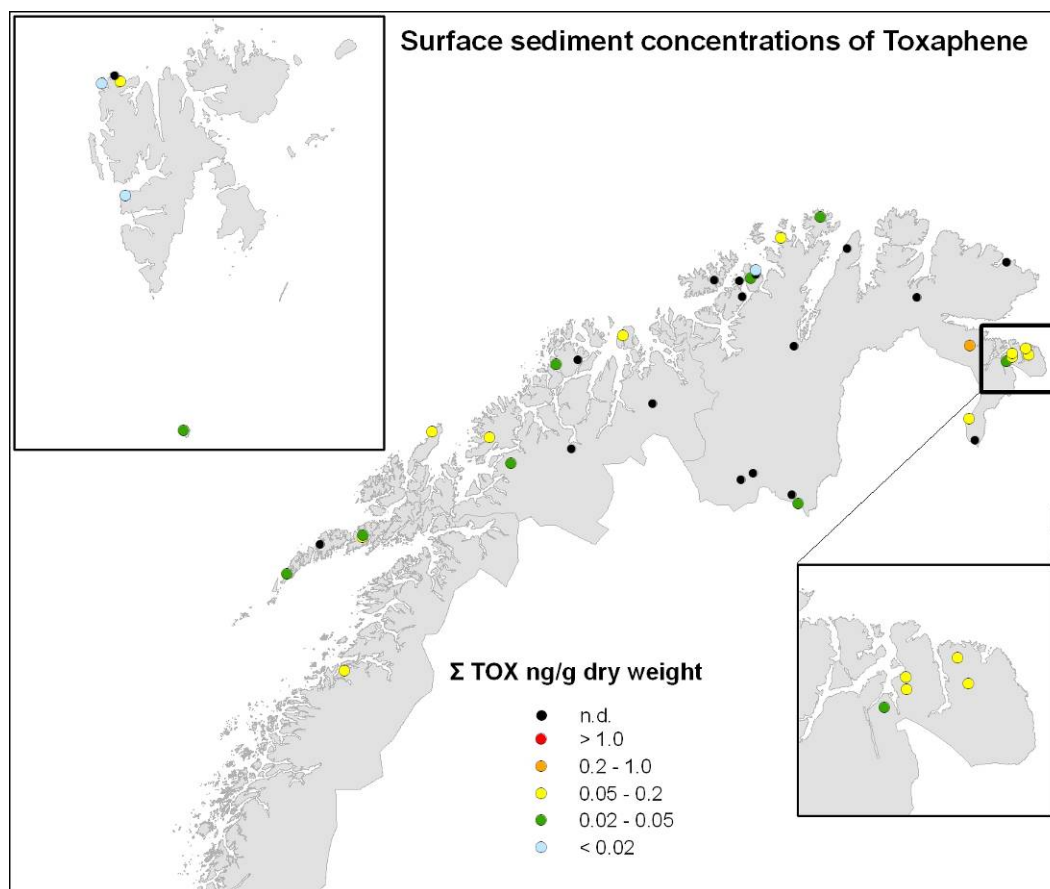 Surface sediment concentrations of Toxaphene
Σ TOX ng/g dry weight
n.d.
> 1.0
0.2 - 1.0
0.05 - 0.2
0.02 - 0.05
< 0.02